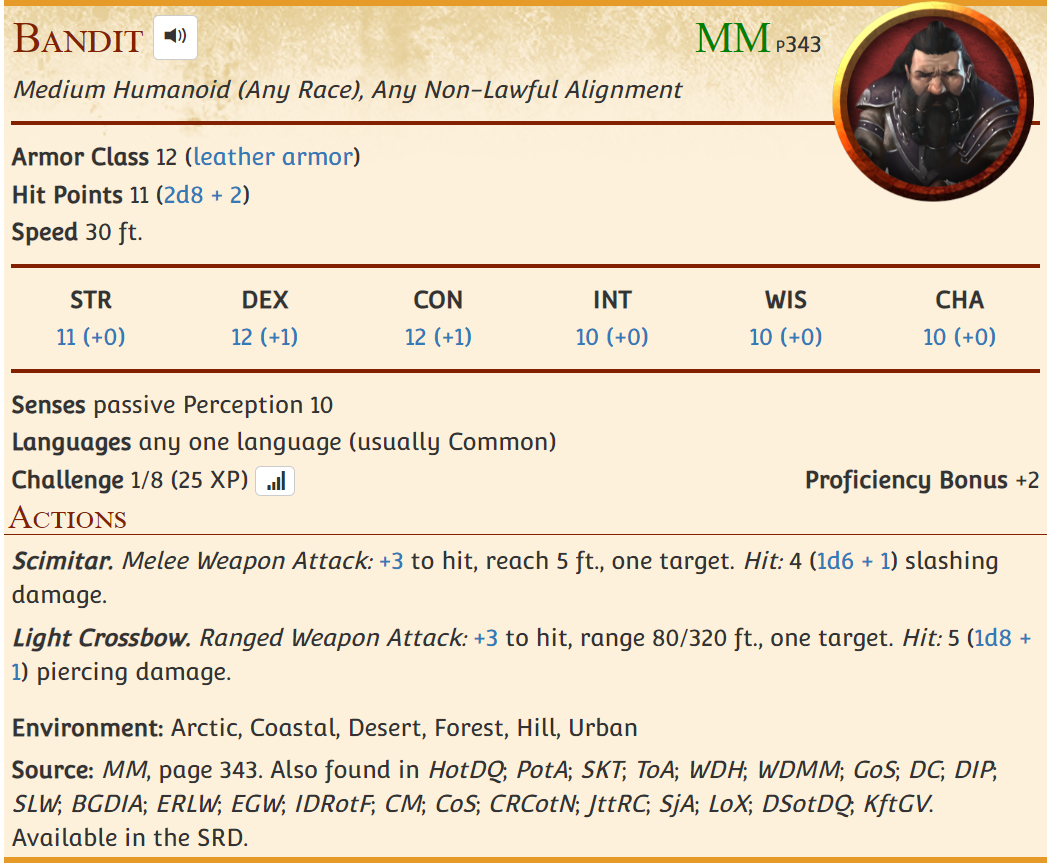 Bandit
MM P343
Medium Humanoid (Any Race), Any Non-Lawful Alignment
Armor Class 12 (leather armor)
Hit Points 11 (2d8 + 2)
Speed 30 ft.
STR DEX CON INT WIS CHA
11 (+0) 12 (+1) 12 (+1) 10 (+0) 10 (+0) 10 (+0)
Senses passive Perception 10
Languages any one language (usually Common)
Challenge 1/8 (25 XP) Proficiency Bonus +2
Actions
Scimitar. Melee Weapon Attack: +3 to hit, reach 5 ft., one target. Hit: 4 (1d6 + 1) slashing
damage.
Light Crossbow. Ranged Weapon Attack: +3 to hit, range 80/320 ft., one target. Hit: 5 (1d8 +
1) piercing damage.
Environment: Arctic, Coastal, Desert, Forest, Hill, Urban
Source: MM, page 343. Also found in HotDQ; PotA; SKT; ToA; WDH; WDMM; GoS; DC; DIP;
SLW; BGDIA; ERLW; EGW; IDRotF; CM; CoS; CRCotN; JttRC; SjA; LoX; DSotDQ; KftGV.
Available in the SRD.